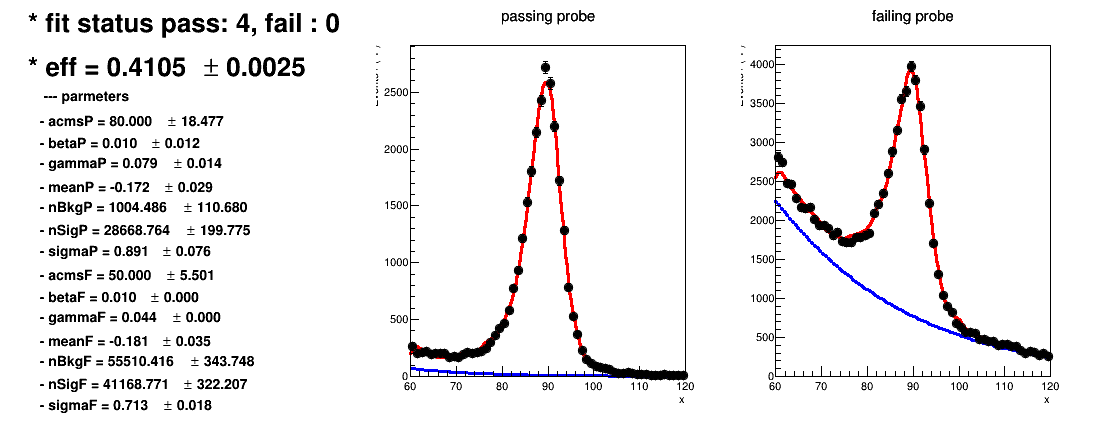 * fit status pass: 4, fail : 0
* eff = 0.4105 ± 0.0025
--- parmeters
- acmsP = 80.000 ± 18.477
- betaP = 0.010 ± 0.012
- gammaP = 0.079 ± 0.014
- meanP = -0.172 ± 0.029
- nBkgP = 1004.486 ± 110.680
- nSigP = 28668.764 ± 199.775
- sigmaP = 0.891 ± 0.076
- acmsF = 50.000 ± 5.501
- betaF = 0.010 ± 0.000
- gammaF = 0.044 ± 0.000
- meanF = -0.181 ± 0.035
- nBkgF = 55510.416 ± 343.748
- nSigF = 41168.771 ± 322.207
- sigmaF = 0.713 ± 0.018
passing probe
2500
2000
1500
1000
500
0
60 70 80 90 100 110 120
x
failing probe
4000
3500
3000
2500
2000
1500
1000
500
0
60 70 80 90 100 110 120
x